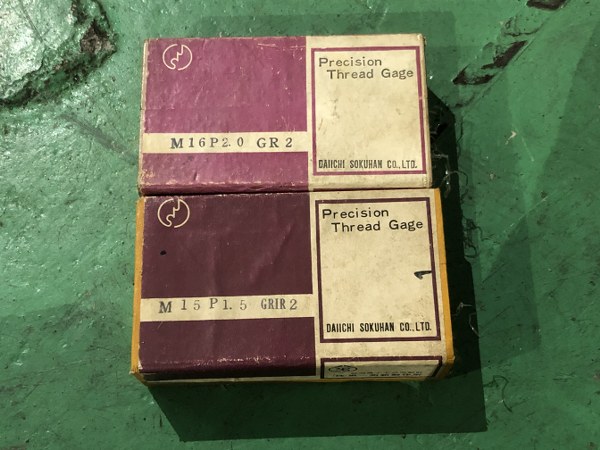 Precision
Thread Gage
M16P2.0 GR2
DAIICHI SOKUHAN CO.,LTD.
Precision
Thread Gage
M15P1.5 GRIR2
DAIICHI SOKUHAN CO.,LTD.